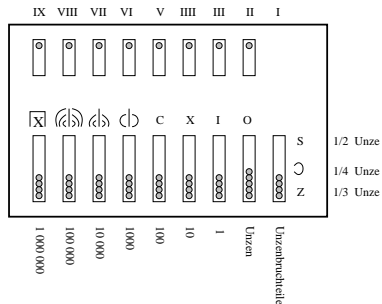 IX VIII VII VI V IIII III II I
X C X I O
S 1/2 Unze
Ɔ 1/4 Unze
Z 1/3 Unze
1 000 000
100 000
10 000
1000
100
10
1
Unzen
Unzenbruchteile